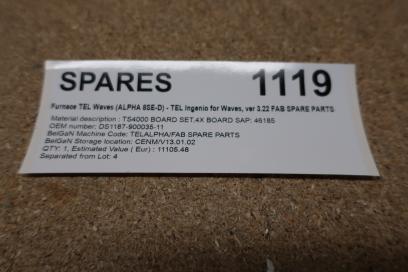 SPARES 1119
Furnace TEL Waves (ALPHA 8SE-D) - TEL Ingenio for Waves, ver 3.22 FAB SPARE PARTS
Material description : TS4000 BOARD SET,4X BOARD SAP: 46185
OEM number: DS1187-900035-11
BelGaN Machine Code: TELALPHA/FAB SPARE PARTS
BelGaN Storage location: CENM/V13.01.02
QTY: 1, Estimated Value ( Eur) : 11105.48
Separated from Lot: 4